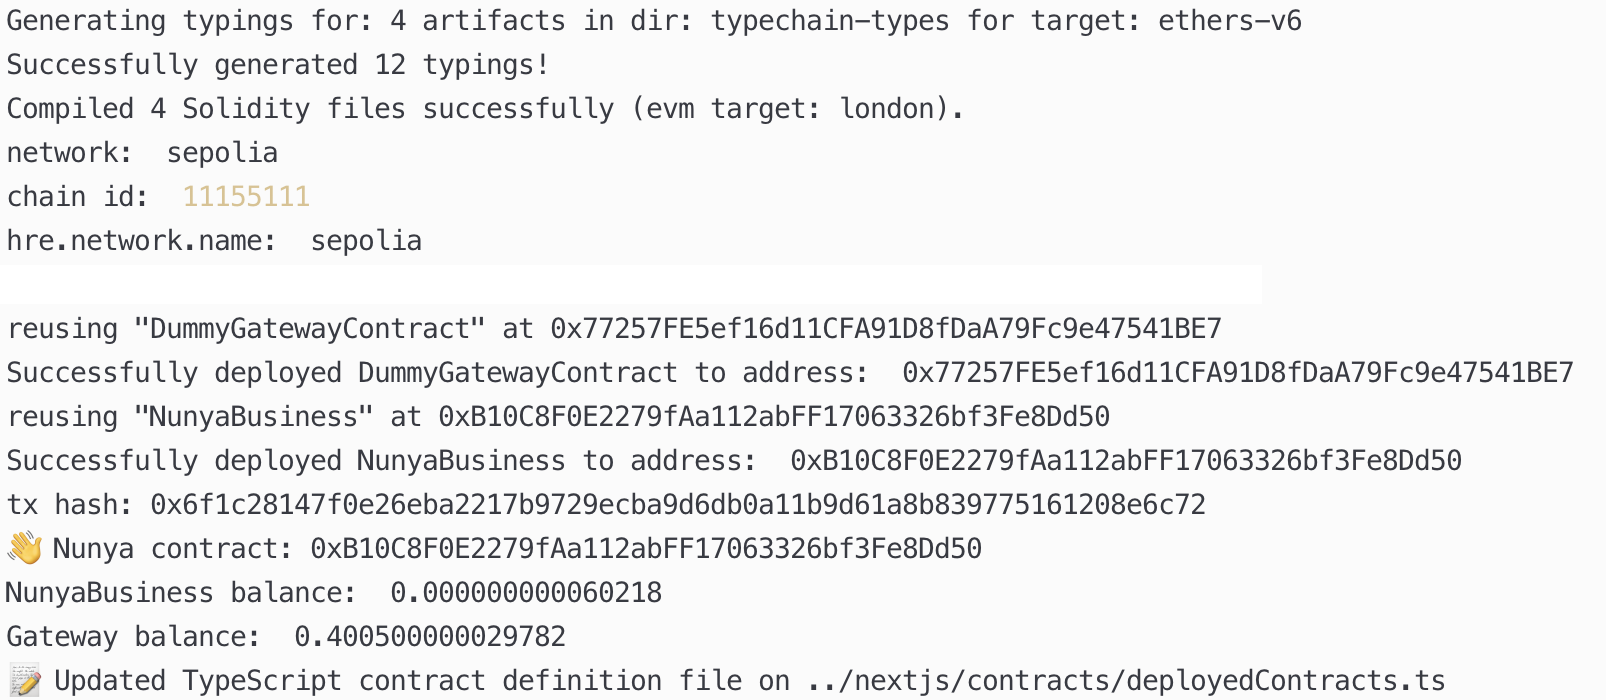 Generating typings for: 4 artifacts in dir: typechain-types for target: ethers-v6
Successfully generated 12 typings!
Compiled 4 Solidity files successfully (evm target: london).
network:  sepolia
chain id:  11155111
hre.network.name:  sepolia
reusing "DummyGatewayContract" at 0x77257FE5ef16d11CFA91D8fDaA79Fc9e47541BE7
Successfully deployed DummyGatewayContract to address:  0x77257FE5ef16d11CFA91D8fDaA79Fc9e47541BE7
reusing "NunyaBusiness" at 0xB10C8F0E2279fAa112abFF17063326bf3Fe8Dd50
Successfully deployed NunyaBusiness to address:  0xB10C8F0E2279fAa112abFF17063326bf3Fe8Dd50
tx hash: 0x6f1c28147f0e26eba2217b9729ecba9d6db0a11b9d61a8b839775161208e6c72
👋 Nunya contract: 0xB10C8F0E2279fAa112abFF17063326bf3Fe8Dd50
NunyaBusiness balance:  0.000000000060218
Gateway balance:  0.400500000029782
📝 Updated TypeScript contract definition file on ../nextjs/contracts/deployedContracts.ts